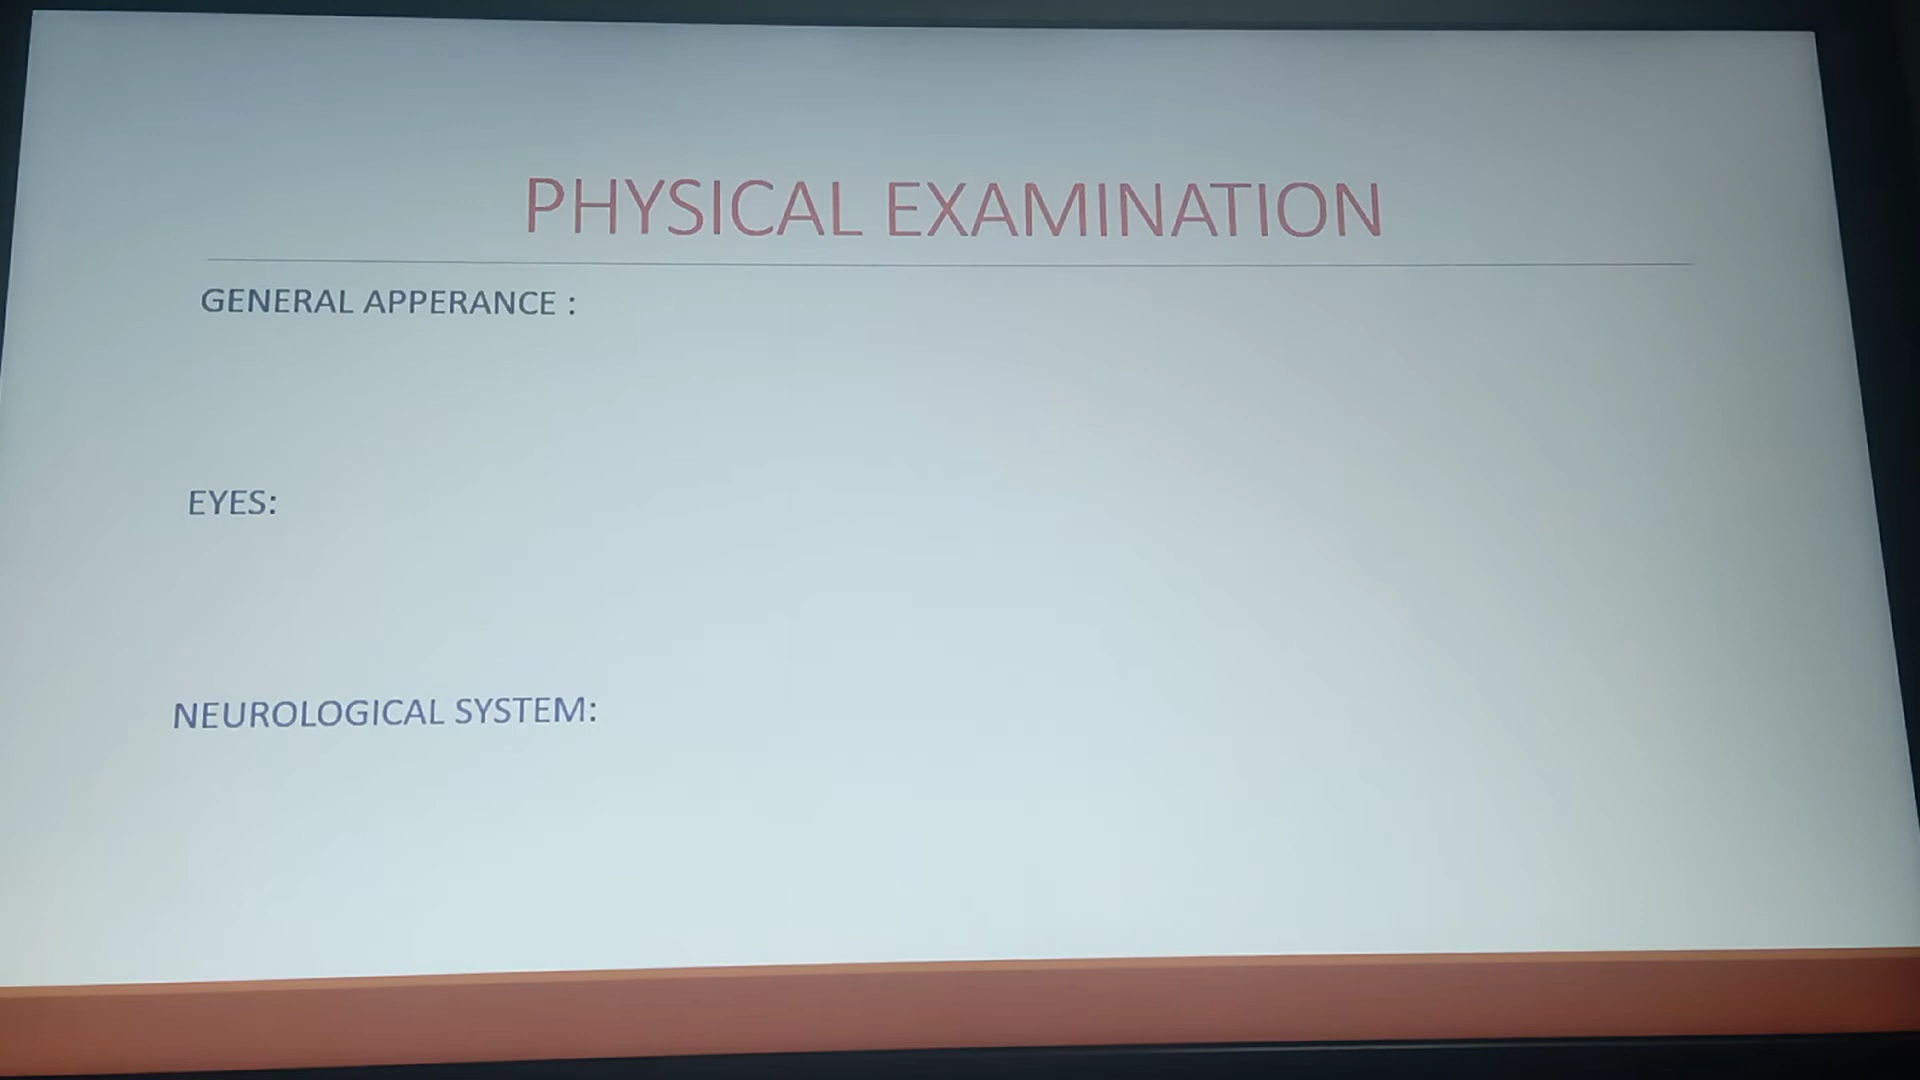 PHYSICAL EXAMINATION
GENERAL APPERANCE :
EYES:
NEUROLOGICAL SYSTEM: